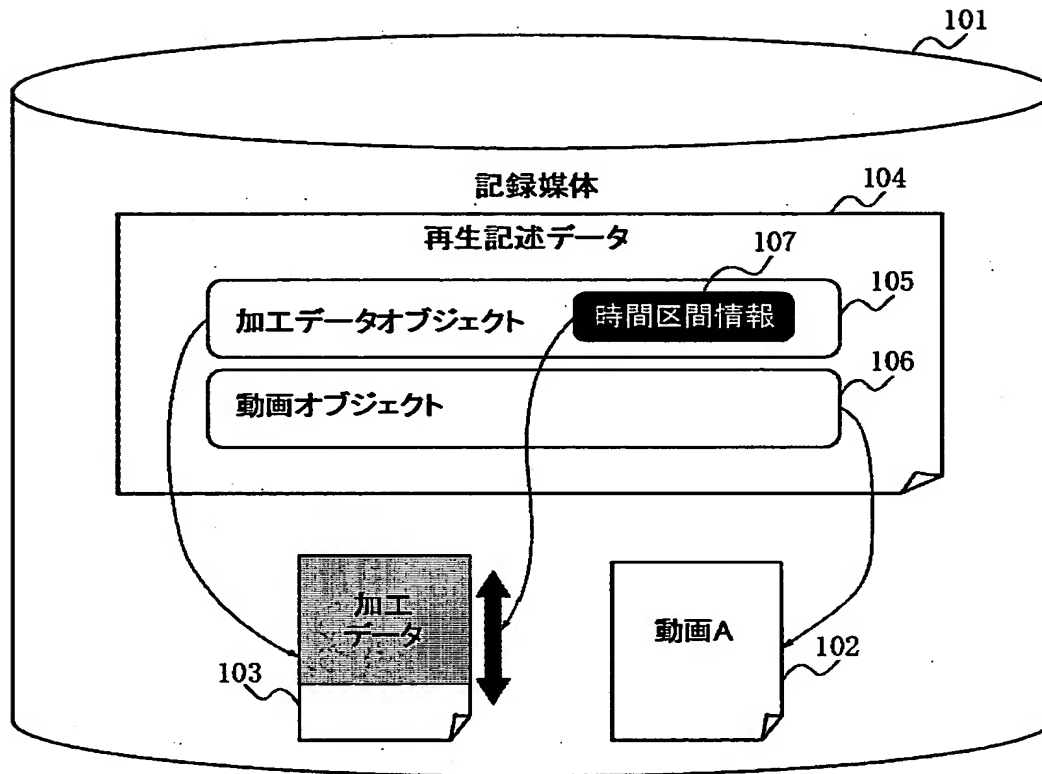 101
記録媒体
104
再生記述データ
107
105
加工データオブジェクト
時間区間情報
106
動画オブジェクト
加工
データ
動画A
103
102